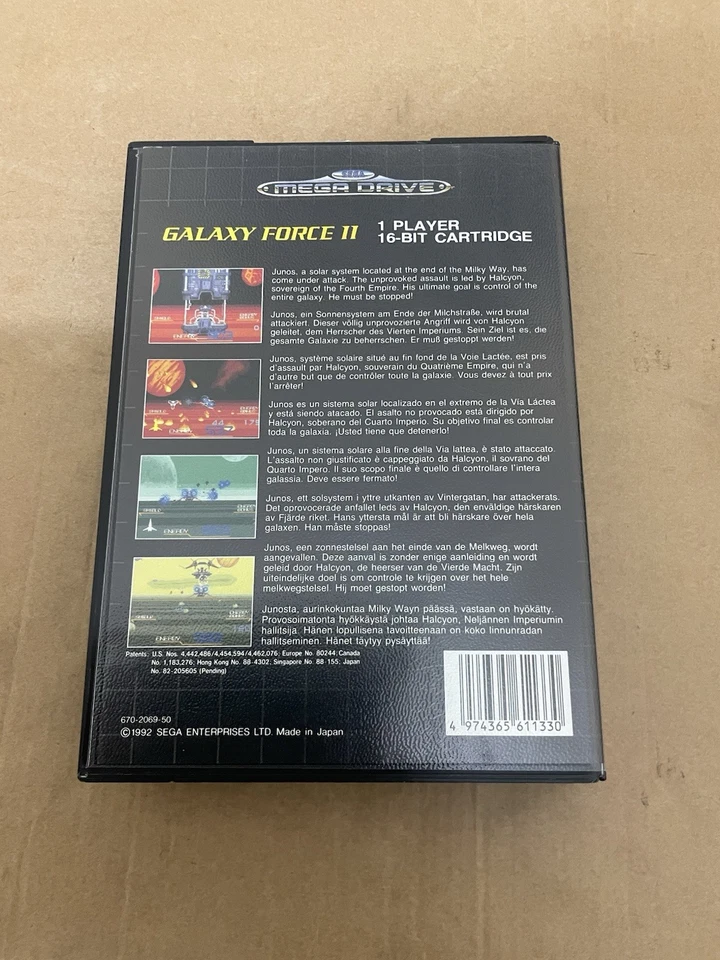 SEGA
MEGA DRIVE
GALAXY FORCE II
1 PLAYER
16-BIT CARTRIDGE
Junos, a solar system located at the end of the Milky Way, has
come under attack. The unprovoked assault is led by Halcyon,
sovereign of the Fourth Empire. His ultimate goal is control of the
entire galaxy. He must be stopped!
Junos, ein Sonnensystem am Ende der Milchstraße, wird brutal
attackiert. Dieser völlig unprovozierte Angriff wird von Halcyon
geleitet, dem Herrscher des Vierten Imperiums. Sein Ziel ist es, die
gesamte Galaxie zu beherrschen. Er muß gestoppt werden!
Junos, système solaire situé au fin fond de la Voie Lactée, est pris
d'assaut par Halcyon, souverain du Quatrième Empire, qui n'a
d'autre but que de contrôler toute la galaxie. Vous devez à tout prix
l'arrêter!
Junos es un sistema solar localizado en el extremo de la Vía Láctea
y está siendo atacado. El asalto no provocado está dirigido por
Halcyon, soberano del Cuarto Imperio. Su objetivo final es controlar
toda la galaxia. ¡Usted tiene que detenerlo!
Junos, un sistema solare alla fine della Via lattea, è stato attaccato.
L'assalto non giustificato è cappeggiato da Halcyon, il sovrano del
Quarto Impero. Il suo scopo finale è quello di controllare l'intera
galassia. Deve essere fermato!
Junos, ett solsystem i yttre utkanten av Vintergatan, har attackerats.
Det oprovocerade anfallet leds av Halcyon, den enväldige härskaren
av Fjärde riket. Hans yttersta mål är att bli härskare över hela
galaxen. Han måste stoppas!
Junos, een zonnestelsel aan het einde van de Melkweg, wordt
aangevallen. Deze aanval is zonder enige aanleiding en wordt
geleid door Halcyon, de heerser van de Vierde Macht. Zijn
uiteindelijke doel is om controle te krijgen over het hele
melkwegstelsel. Hij moet gestopt worden!
Junosta, aurinkokuntaa Milky Wayn päässä, vastaan on hyökätty.
Provosoimatonta hyökkäystä johtaa Halcyon, Neljännen Imperiumin
hallitsija. Hänen lopullisena tavoitteenaan on koko linnunradan
hallitseminen. Hänet täytyy pysäyttää!
ENERGY
ENERGY
SHIELD
ENERGY
SHIELD
ENERGY
Patents: U.S. Nos. 4,442,486/4,454,594/4,462,076; Europe No. 80244; Canada
No. 1,183,276; Hong Kong No. 88-4302; Singapore No. 88-155; Japan
No. 82-205605 (Pending)
670-2069-50
©1992 SEGA ENTERPRISES LTD. Made in Japan
4 974365 611330